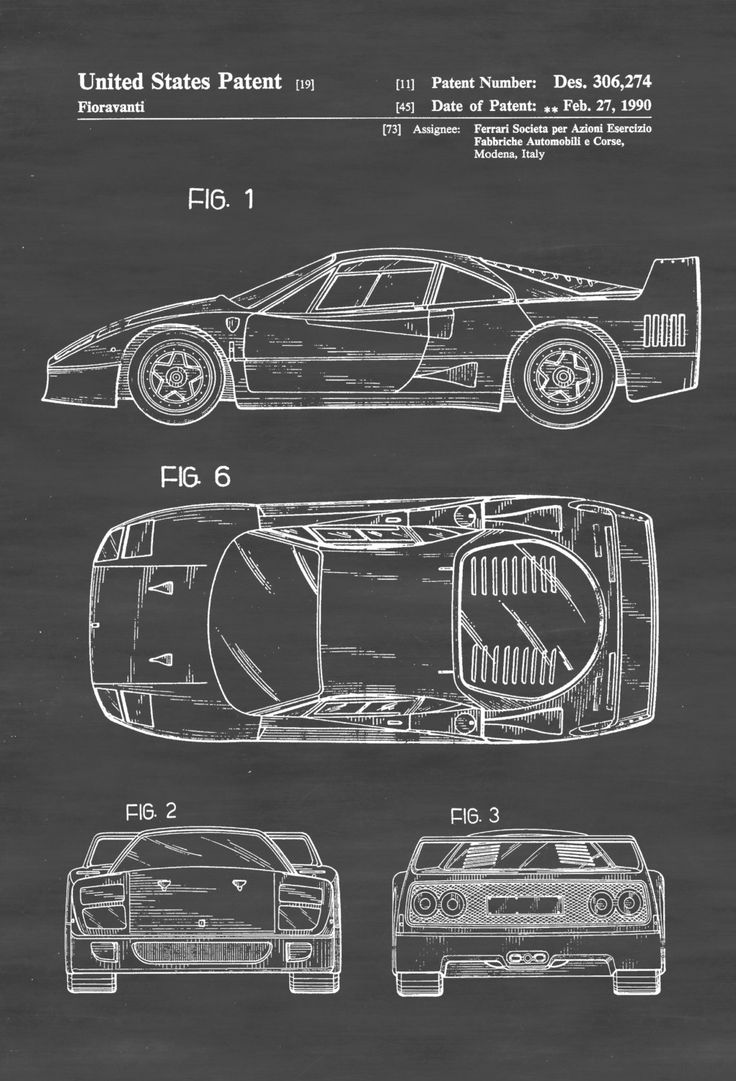 United States Patent [19]
[11] Patent Number: Des. 306,274
Fioravanti
[45] Date of Patent: ** Feb. 27, 1990
[73] Assignee: Ferrari Societa per Azioni Esercizio
Fabbriche Automobili e Corse,
Modena, Italy
FIG. 1
FIG. 6
FIG. 2
FIG. 3